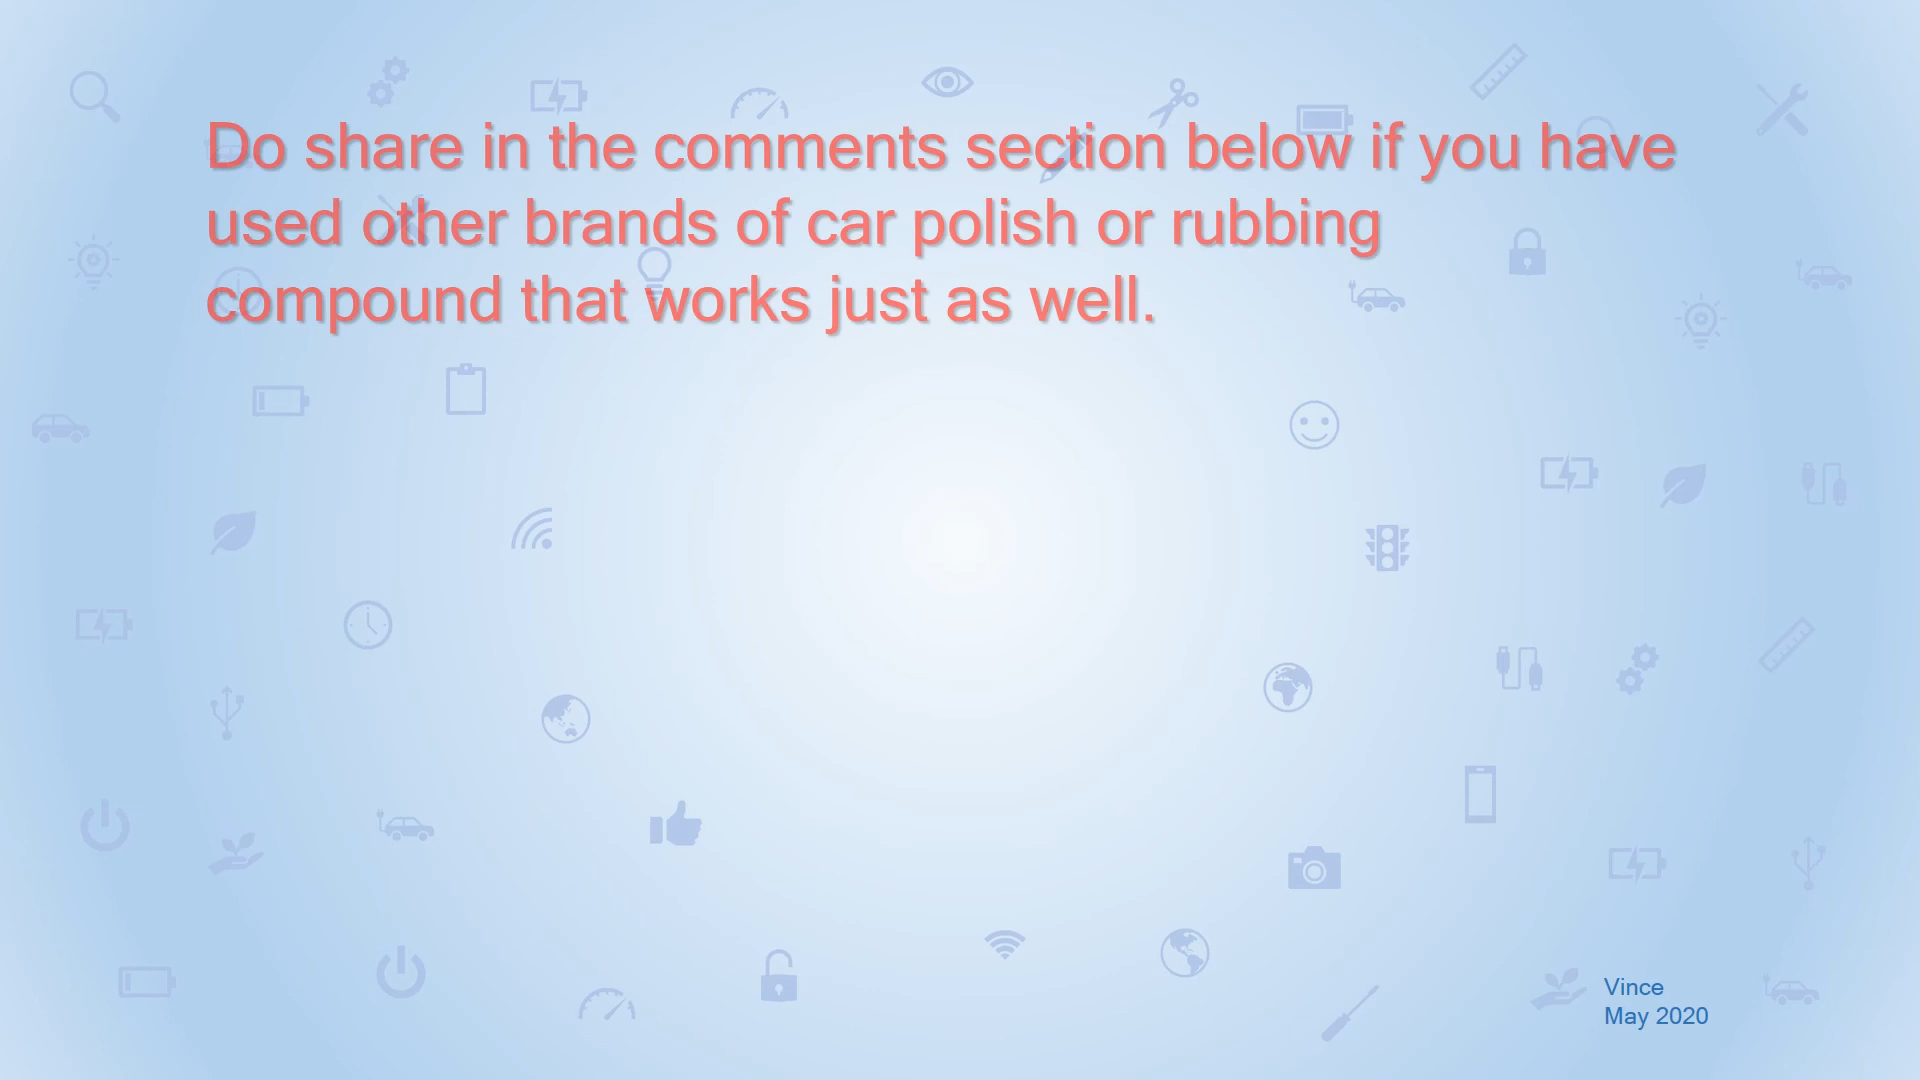 Do share in the comments section below if you have
used other brands of car polish or rubbing
compound that works just as well.
Vince
May 2020